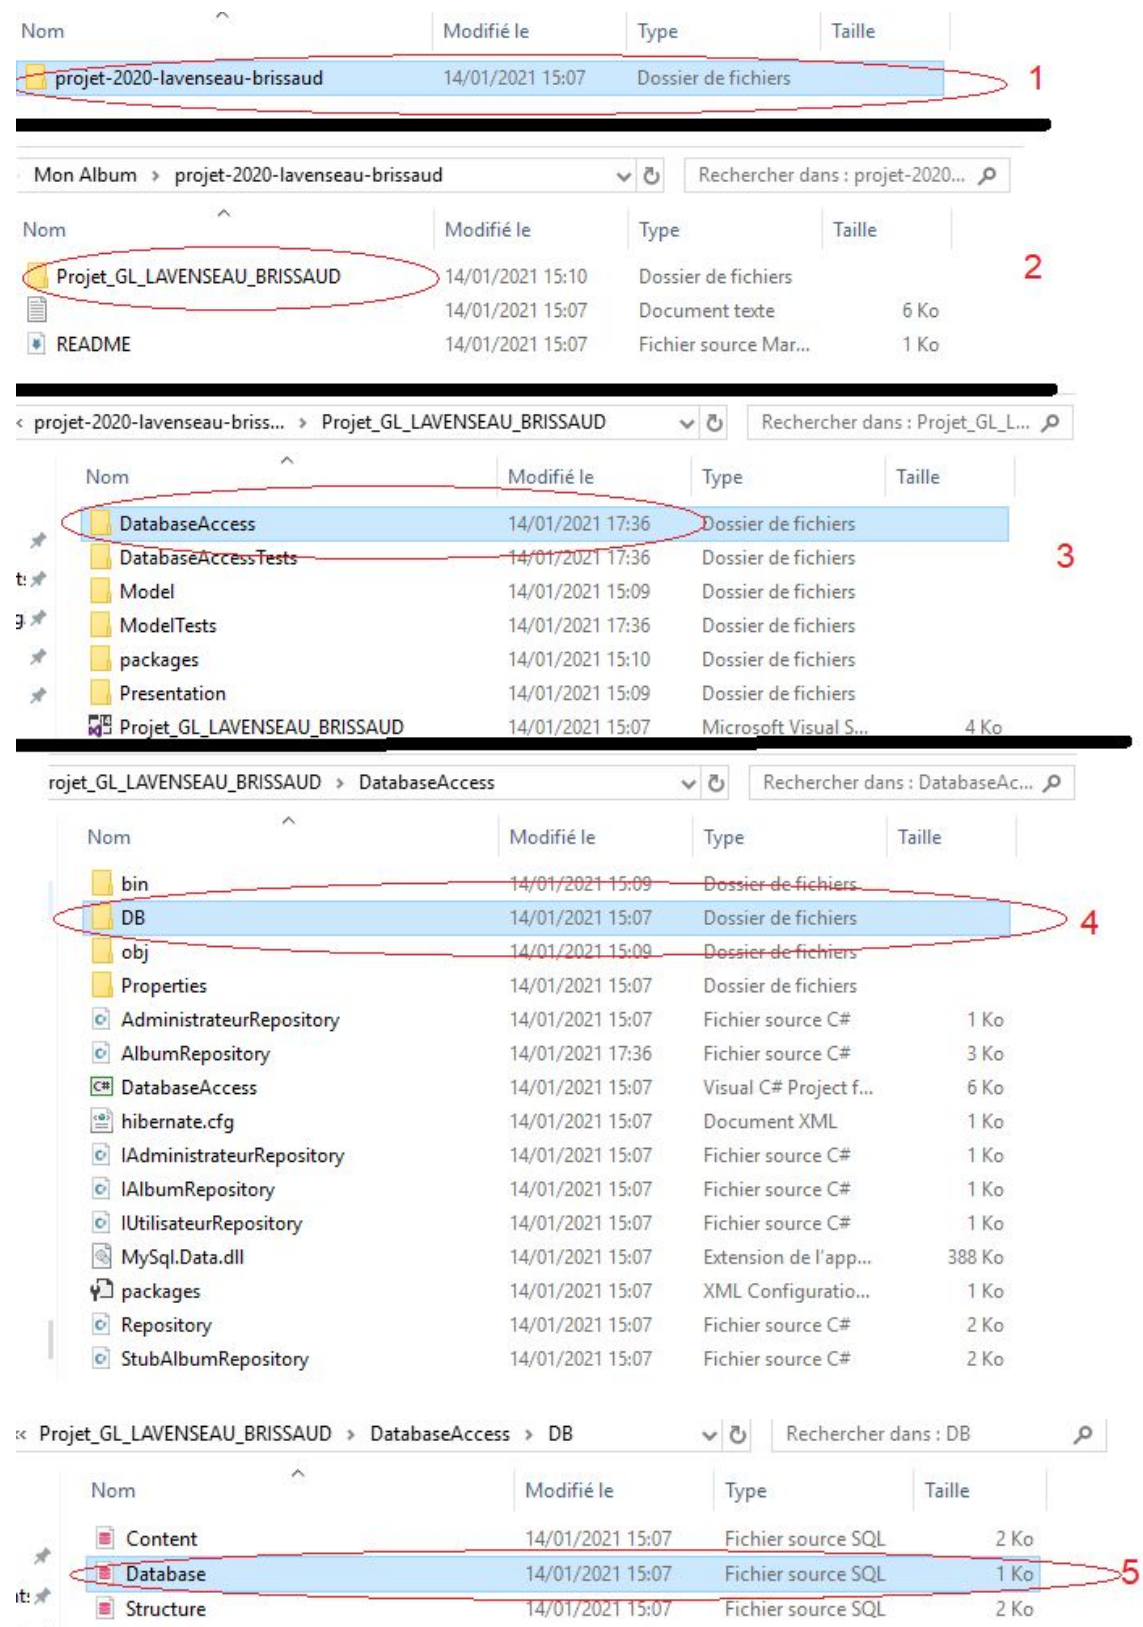 Nom Modifié le Type Taille
projet-2020-lavenseau-brissaud 14/01/2021 15:07 Dossier de fichiers 1
Mon Album > projet-2020-lavenseau-brissaud Rechercher dans : projet-2020...
Nom Modifié le Type Taille
Projet_GL_LAVENSEAU_BRISSAUD 14/01/2021 15:10 Dossier de fichiers 2
14/01/2021 15:07 Document texte 6 Ko
README 14/01/2021 15:07 Fichier source Mar... 1 Ko
‹ projet-2020-lavenseau-briss... > Projet_GL_LAVENSEAU_BRISSAUD Rechercher dans : Projet_GL_L...
Nom Modifié le Type Taille
DatabaseAccess 14/01/2021 17:36 Dossier de fichiers
DatabaseAccessTests 14/01/2021 17:36 Dossier de fichiers 3
Model 14/01/2021 15:09 Dossier de fichiers
ModelTests 14/01/2021 17:36 Dossier de fichiers
packages 14/01/2021 15:10 Dossier de fichiers
Presentation 14/01/2021 15:09 Dossier de fichiers
Projet_GL_LAVENSEAU_BRISSAUD 14/01/2021 15:07 Microsoft Visual S... 4 Ko
rojet_GL_LAVENSEAU_BRISSAUD > DatabaseAccess Rechercher dans : DatabaseAc...
Nom Modifié le Type Taille
bin 14/01/2021 15:09 Dossier de fichiers
DB 14/01/2021 15:07 Dossier de fichiers 4
obj 14/01/2021 15:09 Dossier de fichiers
Properties 14/01/2021 15:07 Dossier de fichiers
AdministrateurRepository 14/01/2021 15:07 Fichier source C# 1 Ko
AlbumRepository 14/01/2021 17:36 Fichier source C# 3 Ko
DatabaseAccess 14/01/2021 15:07 Visual C# Project f... 6 Ko
hibernate.cfg 14/01/2021 15:07 Document XML 1 Ko
IAdministrateurRepository 14/01/2021 15:07 Fichier source C# 1 Ko
IAlbumRepository 14/01/2021 15:07 Fichier source C# 1 Ko
IUtilisateurRepository 14/01/2021 15:07 Fichier source C# 1 Ko
MySql.Data.dll 14/01/2021 15:07 Extension de l'app... 388 Ko
packages 14/01/2021 15:07 XML Configuratio... 1 Ko
Repository 14/01/2021 15:07 Fichier source C# 2 Ko
StubAlbumRepository 14/01/2021 15:07 Fichier source C# 2 Ko
‹‹ Projet_GL_LAVENSEAU_BRISSAUD > DatabaseAccess > DB Rechercher dans : DB
Nom Modifié le Type Taille
Content 14/01/2021 15:07 Fichier source SQL 2 Ko
Database 14/01/2021 15:07 Fichier source SQL 1 Ko 5
Structure 14/01/2021 15:07 Fichier source SQL 2 Ko